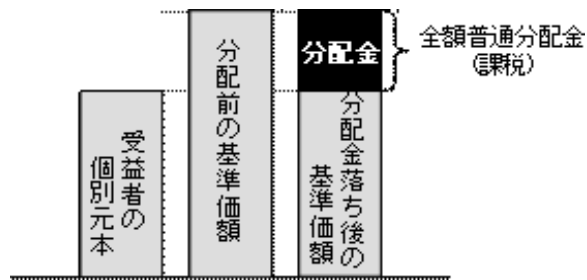 受益者の
個別元本
分配前の基準価額
分配金
分配金落ち後の
基準価額
全額普通分配金
(課税)